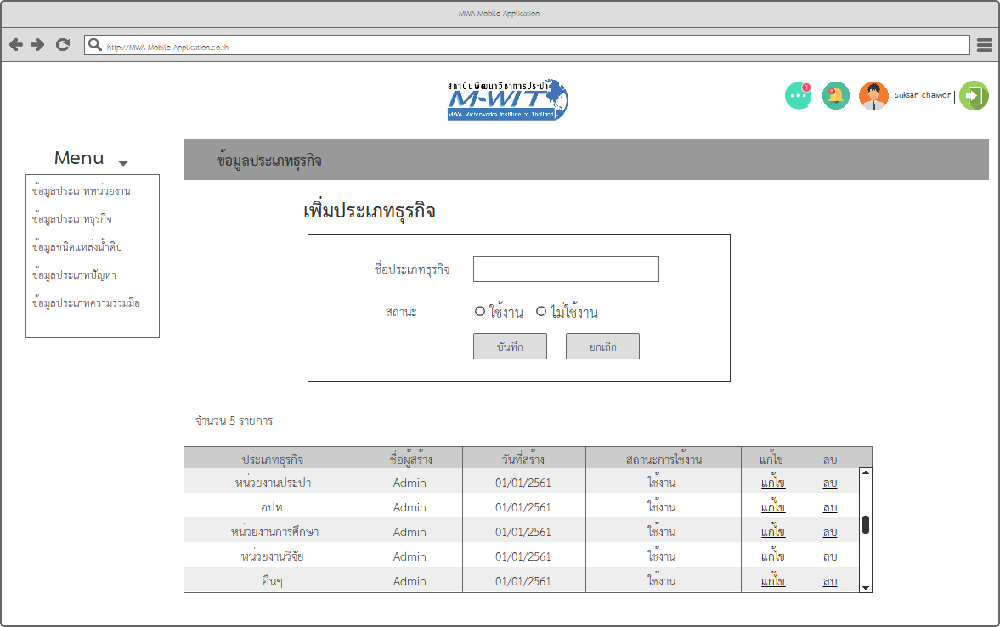 MWA Mobile Application
http://MWA Mobile Application.co.th
สถาบันพัฒนาวิชาการประปา
M-WIT
MWA Waterworks Institute of Thailand
1
5
Suksan chaiwon |
Menu
ข้อมูลประเภทหน่วยงาน
ข้อมูลประเภทธุรกิจ
ข้อมูลชนิดแหล่งน้ำดิบ
ข้อมูลประเภทปัญหา
ข้อมูลประเภทความร่วมมือ
ข้อมูลประเภทธุรกิจ
เพิ่มประเภทธุรกิจ
ชื่อประเภทธุรกิจ
สถานะ ใช้งาน ไม่ใช้งาน
บันทึก ยกเลิก
จำนวน 5 รายการ
ประเภทธุรกิจ ชื่อผู้สร้าง วันที่สร้าง สถานะการใช้งาน แก้ไข ลบ
หน่วยงานประปา Admin 01/01/2561 ใช้งาน แก้ไข ลบ
อปท. Admin 01/01/2561 ใช้งาน แก้ไข ลบ
หน่วยงานการศึกษา Admin 01/01/2561 ใช้งาน แก้ไข ลบ
หน่วยงานวิจัย Admin 01/01/2561 ใช้งาน แก้ไข ลบ
อื่นๆ Admin 01/01/2561 ใช้งาน แก้ไข ลบ